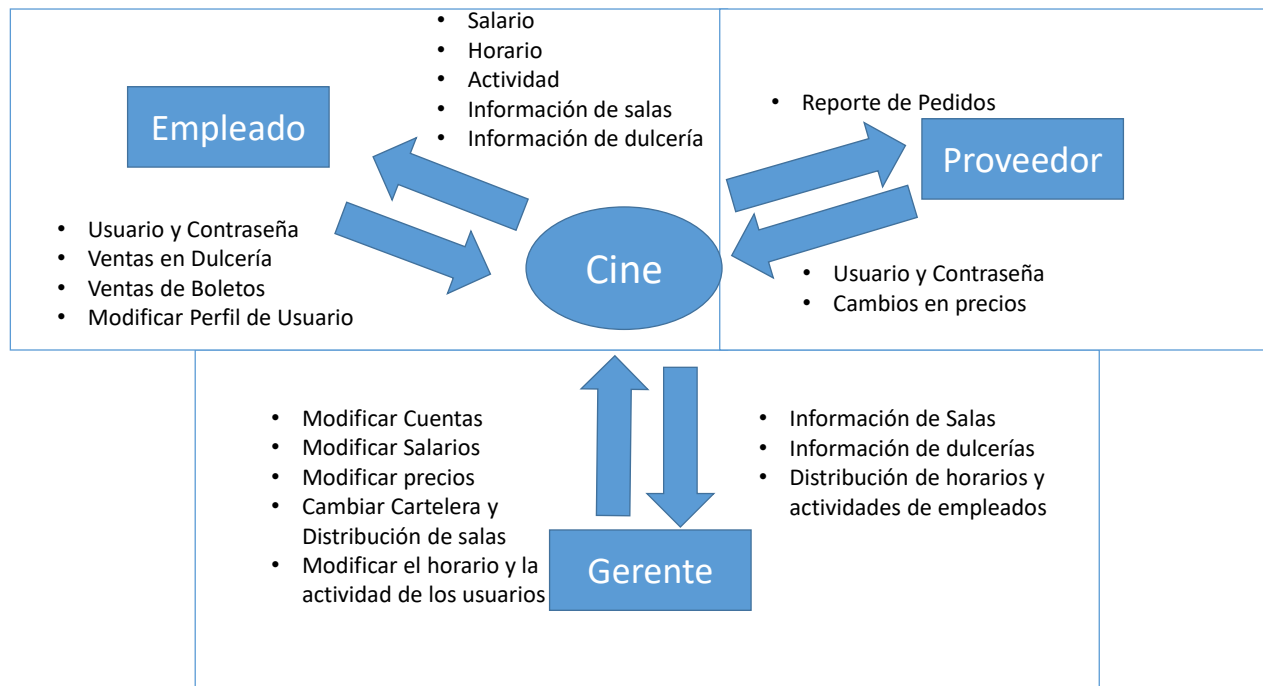 • Salario
• Horario
• Actividad
• Información de salas
• Información de dulcería
Empleado
• Usuario y Contraseña
• Ventas en Dulcería
• Ventas de Boletos
• Modificar Perfil de Usuario
Cine
• Reporte de Pedidos
Proveedor
• Usuario y Contraseña
• Cambios en precios
• Modificar Cuentas
• Modificar Salarios
• Modificar precios
• Cambiar Cartelera y
Distribución de salas
• Modificar el horario y la
actividad de los usuarios
• Información de Salas
• Información de dulcerías
• Distribución de horarios y
actividades de empleados
Gerente